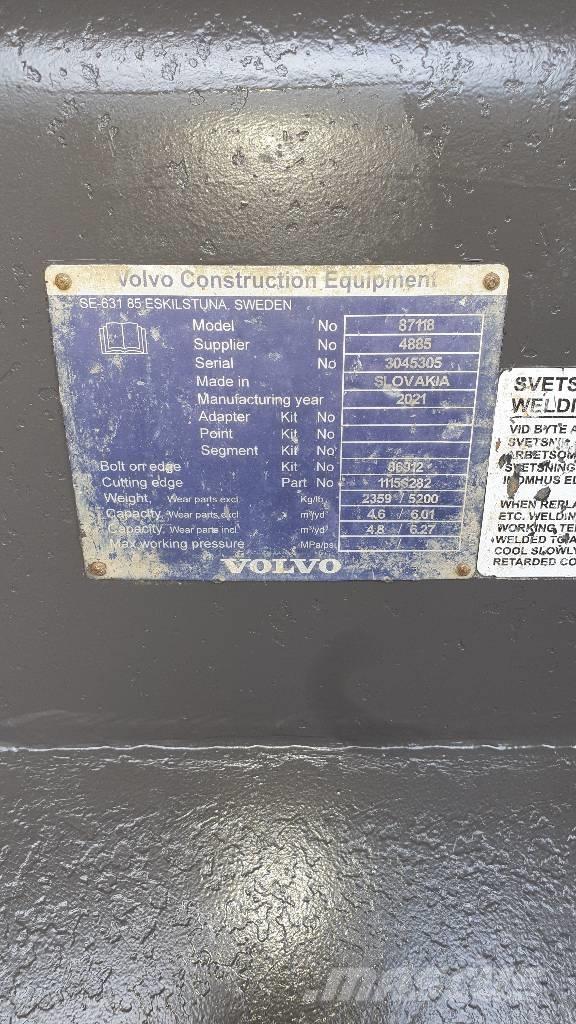 Volvo Construction Equipment
SE-631 85 ESKILSTUNA, SWEDEN
Model No 87118
Supplier No 4885
Serial No 3045305
Made in SLOVAKIA
Manufacturing year 2021
Adapter Kit No
Point Kit No
Segment Kit No
Bolt on edge Kit No 86912
Cutting edge Part No 11156282
Weight, Wear parts excl Kg/lb, 2359 / 5200
Capacity, Wear parts excl m³/yd³ 4.6 / 6.01
Capacity, Wear parts incl m³/yd³ 4.8 / 6.27
Max working pressure MPa/psi /
VOLVO
SVETS
WELDI
VID BYTE A
SVETSNI
ARBETSOM
SVETSNING
INOMHUS EL
WHEN REPLA
ETC. WELDIN
WORKING TE
WELDED TO A
COOL SLOWLY
RETARDED CO
MASCUS